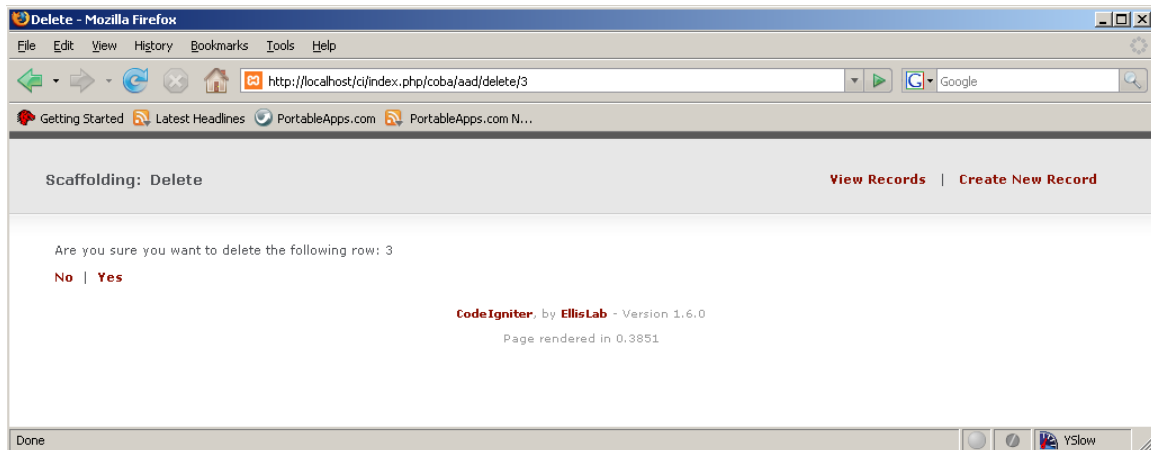 Delete - Mozilla Firefox
File Edit View History Bookmarks Tools Help
http://localhost/ci/index.php/coba/aad/delete/3 G Google
Getting Started Latest Headlines PortableApps.com PortableApps.com N...
Scaffolding: Delete View Records | Create New Record
Are you sure you want to delete the following row: 3
No | Yes
CodeIgniter, by EllisLab - Version 1.6.0
Page rendered in 0.3851
Done YSlow